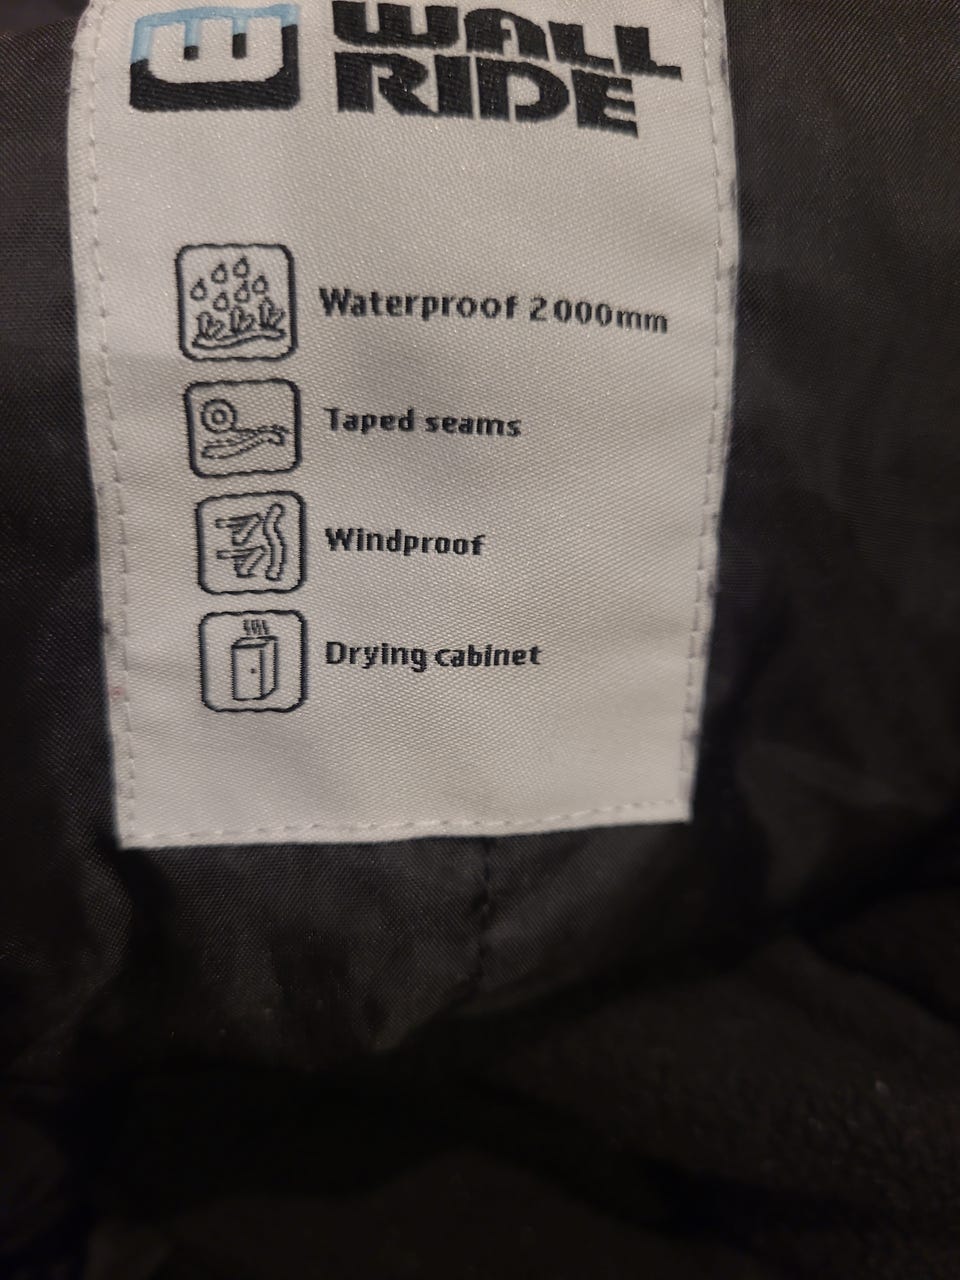 WALL
RIDE
Waterproof 2000mm
Taped seams
Windproof
Drying cabinet